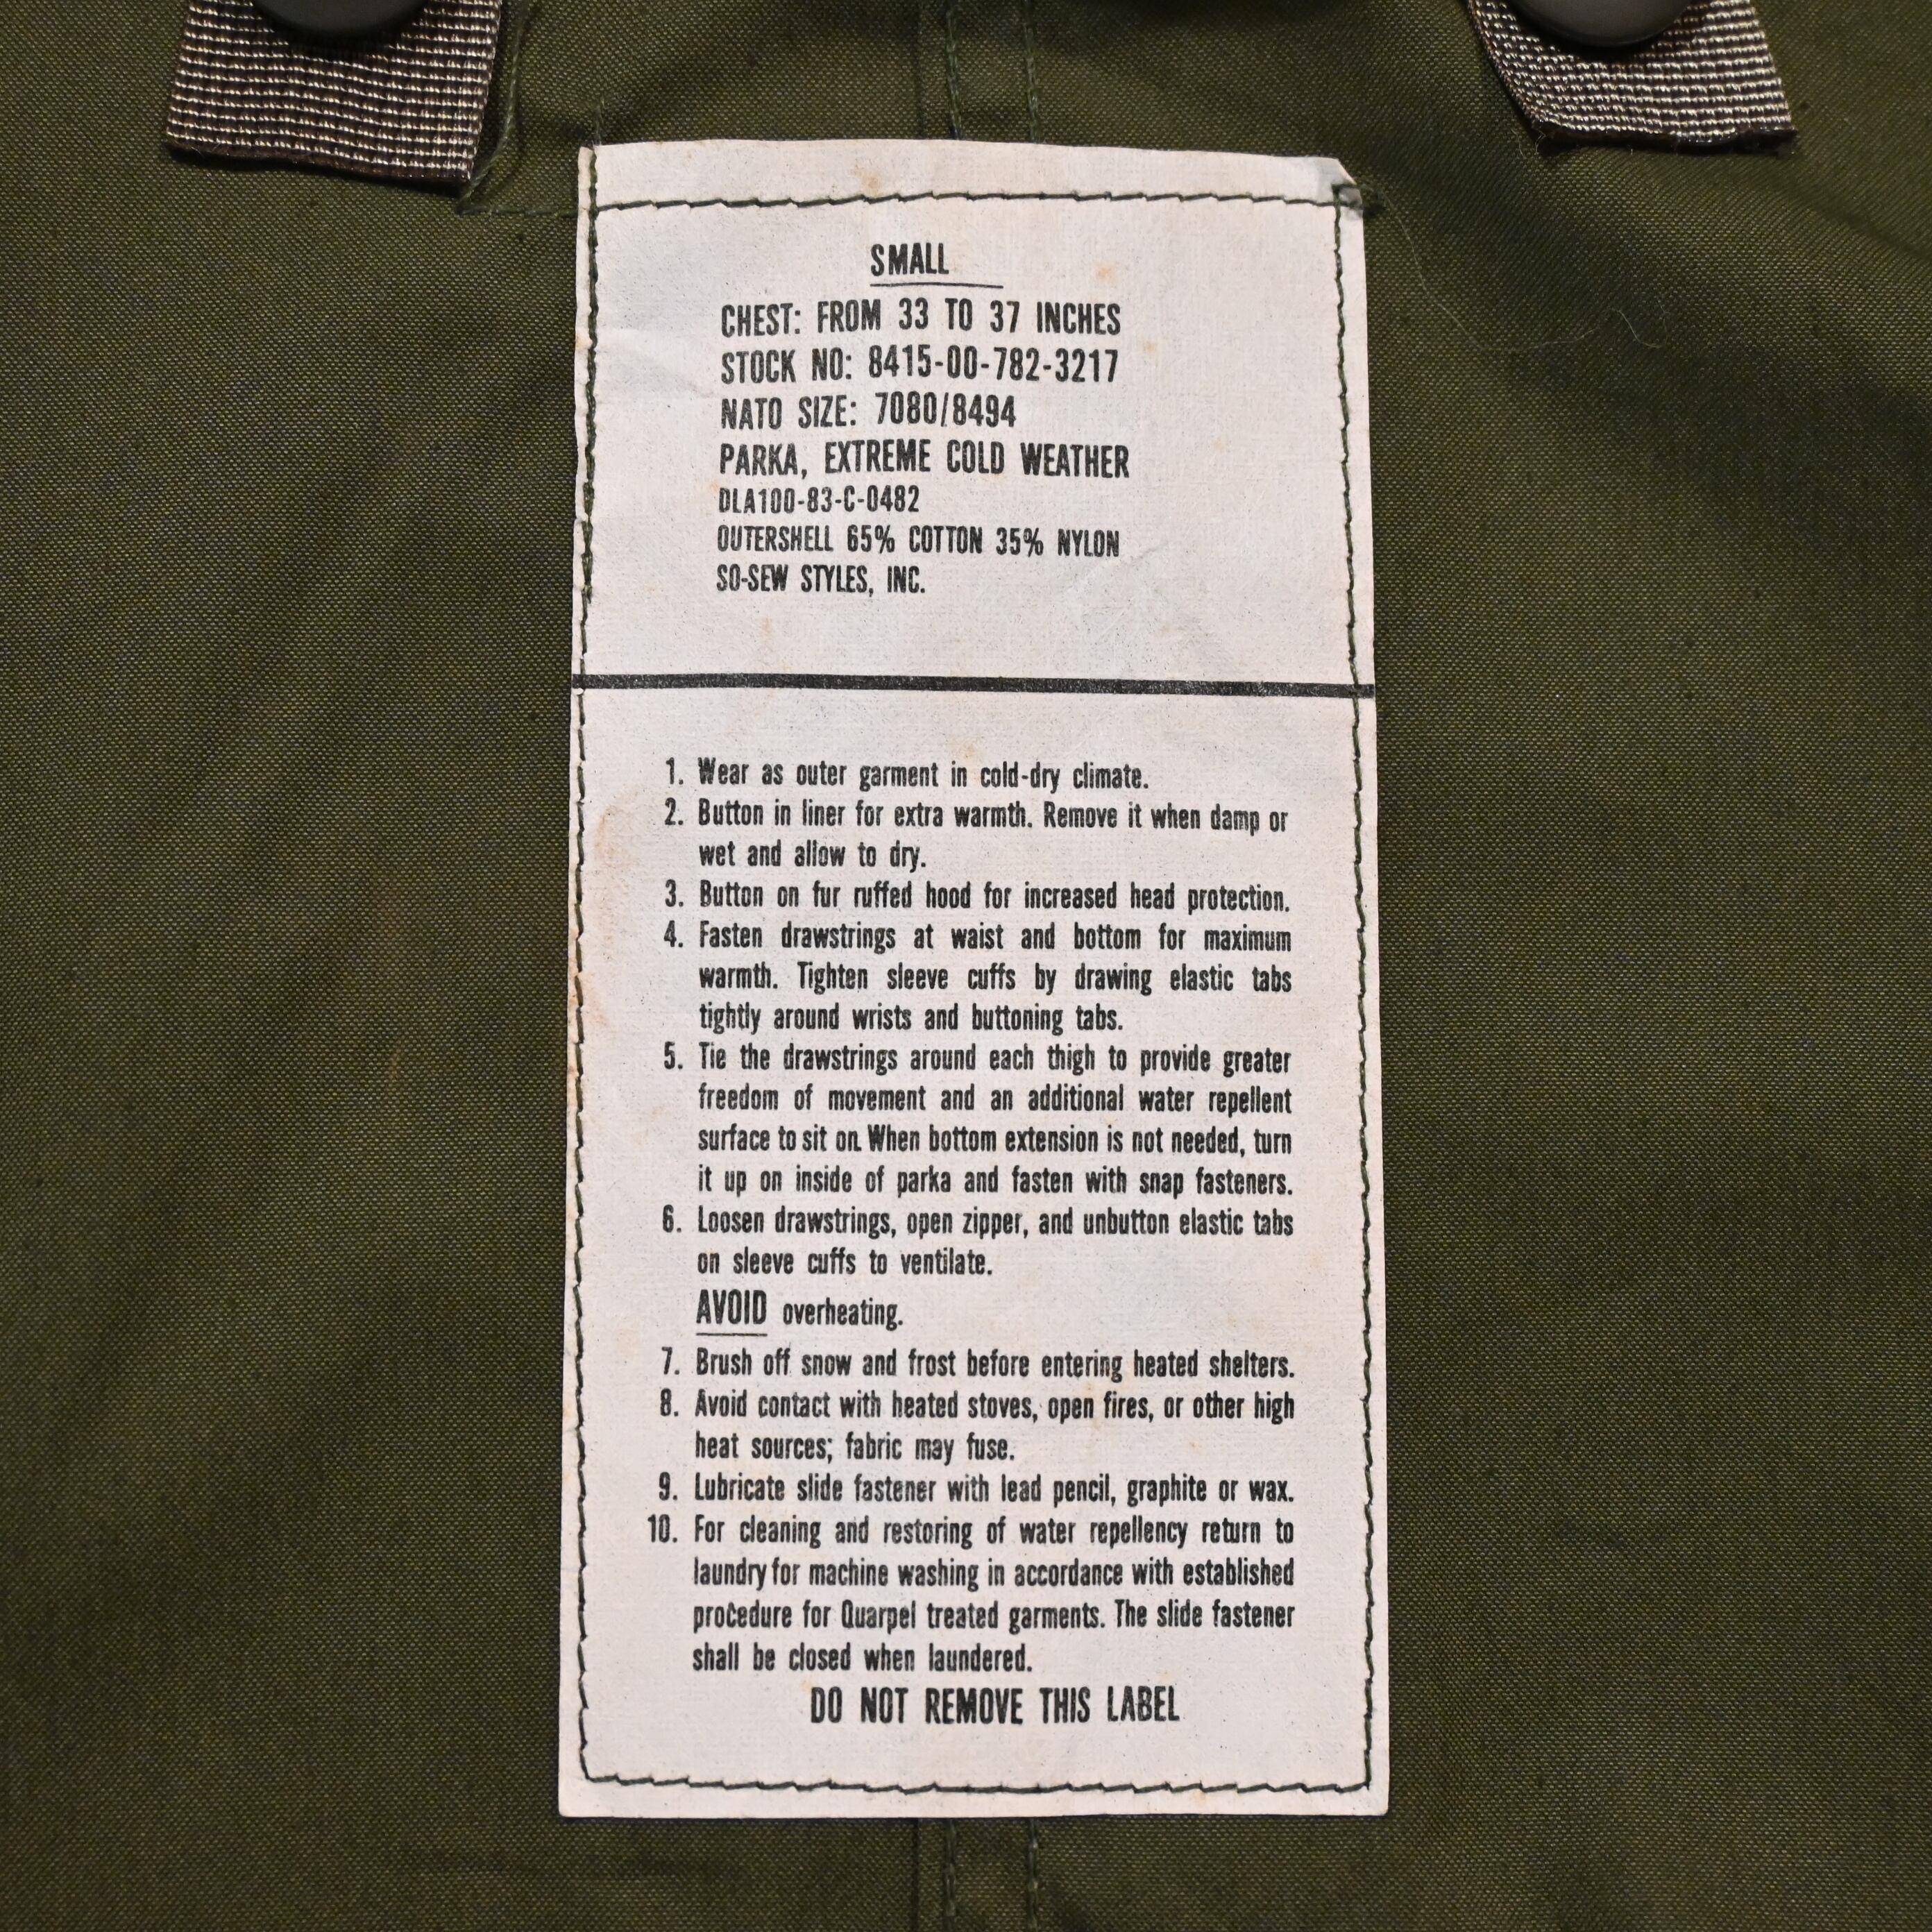 SMALL
CHEST: FROM 33 TO 37 INCHES
STOCK NO: 8415-00-782-3217
NATO SIZE: 7080/8494
PARKA, EXTREME COLD WEATHER
DLA100-83-C-0482
OUTERSHELL 65% COTTON 35% NYLON
SO-SEW STYLES, INC.
1. Wear as outer garment in cold-dry climate.
2. Button in liner for extra warmth. Remove it when damp or
wet and allow to dry.
3. Button on fur ruffed hood for increased head protection.
4. Fasten drawstrings at waist and bottom for maximum
warmth. Tighten sleeve cuffs by drawing elastic tabs
tightly around wrists and buttoning tabs.
5. Tie the drawstrings around each thigh to provide greater
freedom of movement and an additional water repellent
surface to sit on. When bottom extension is not needed, turn
it up on inside of parka and fasten with snap fasteners.
6. Loosen drawstrings, open zipper, and unbutton elastic tabs
on sleeve cuffs to ventilate.
AVOID overheating.
7. Brush off snow and frost before entering heated shelters.
8. Avoid contact with heated stoves, open fires, or other high
heat sources; fabric may fuse.
9. Lubricate slide fastener with lead pencil, graphite or wax.
10. For cleaning and restoring of water repellency return to
laundry for machine washing in accordance with established
procedure for Quarpel treated garments. The slide fastener
shall be closed when laundered.
DO NOT REMOVE THIS LABEL